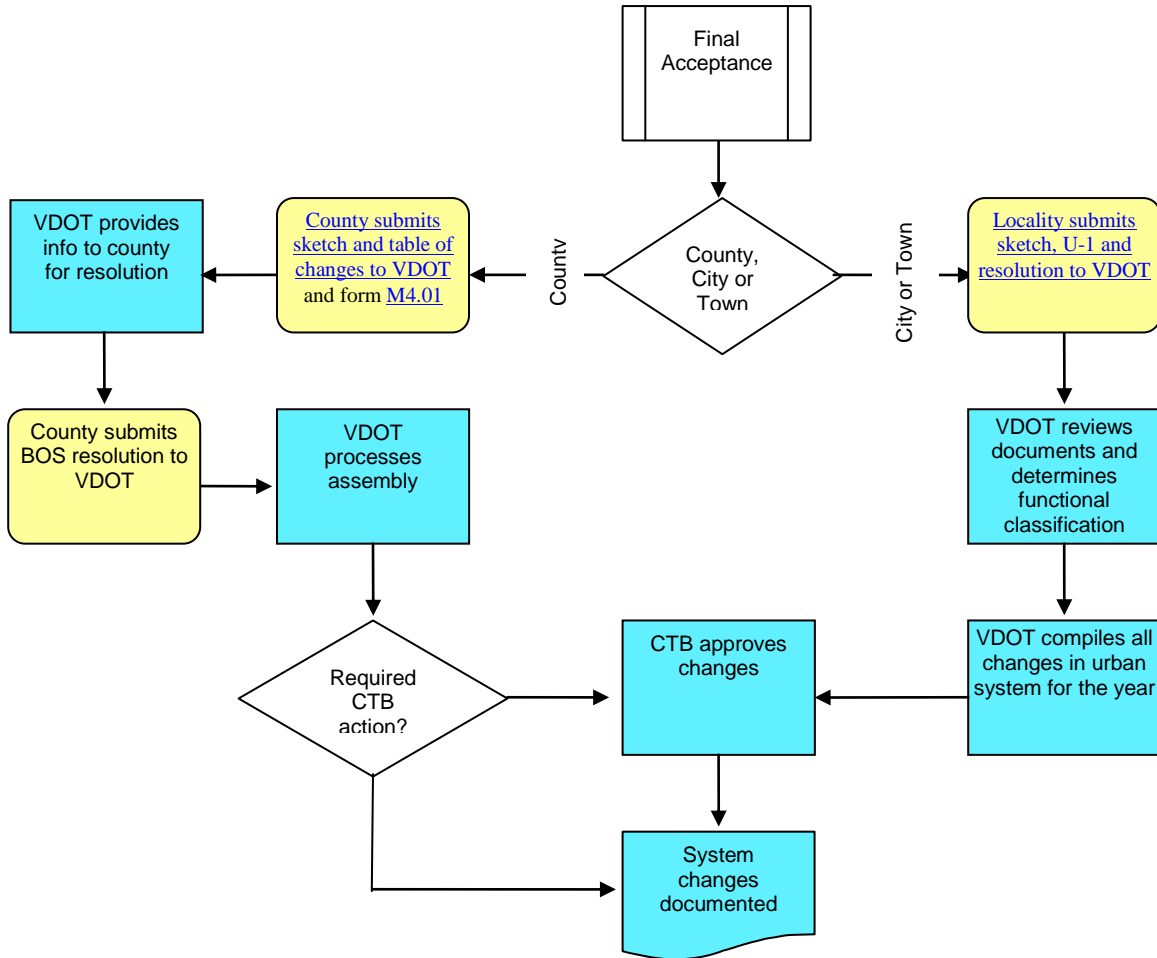 Final
Acceptance
VDOT provides
info to county
for resolution
County submits
sketch and table of
changes to VDOT
and form M4.01
County
County,
City or
Town
City or Town
Locality submits
sketch, U-1 and
resolution to VDOT
County submits
BOS resolution to
VDOT
VDOT
processes
assembly
VDOT reviews
documents and
determines
functional
classification
Required
CTB
action?
CTB approves
changes
VDOT compiles all
changes in urban
system for the year
System
changes
documented